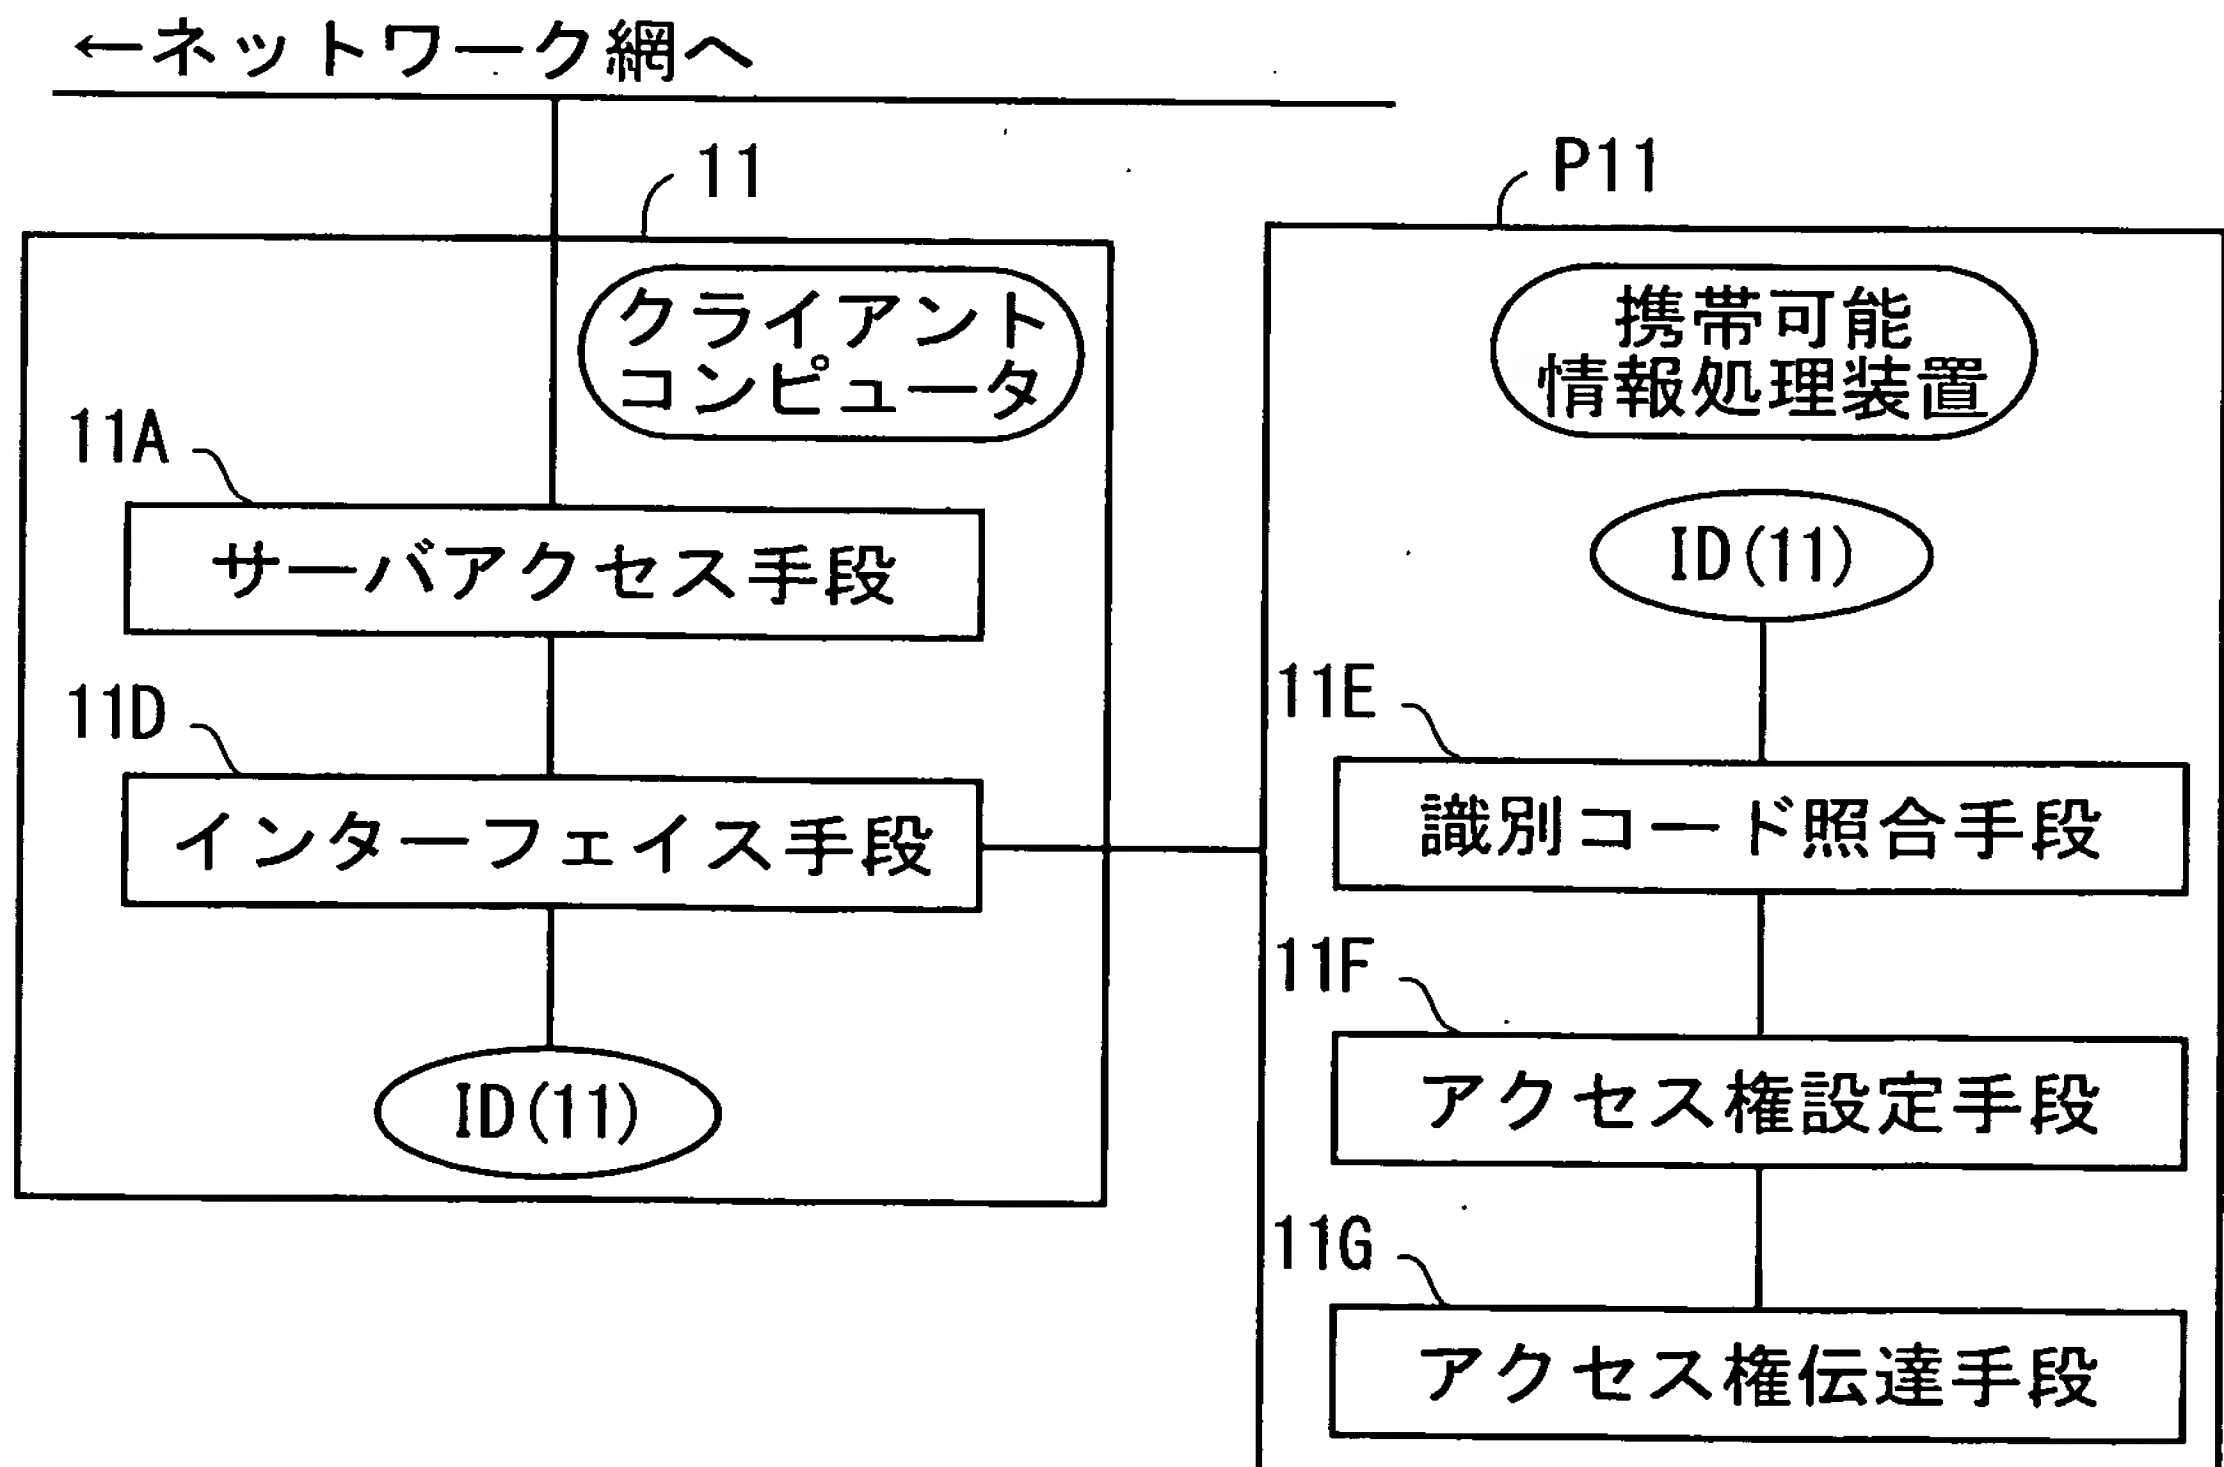 ←ネットワーク網へ
11
クライアント
コンピュータ
11A
サーバアクセス手段
11D
インターフェイス手段
ID(11)
P11
携帯可能
情報処理装置
ID(11)
11E
識別コード照合手段
11F
アクセス権設定手段
11G
アクセス権伝達手段